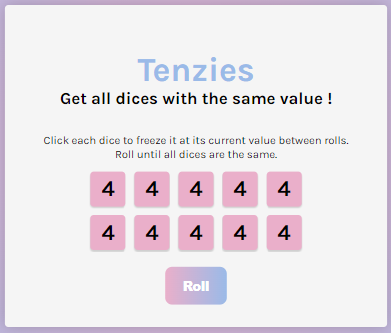 Tenzies
Get all dices with the same value !
Click each dice to freeze it at its current value between rolls.
Roll until all dices are the same.
4 4 4 4 4
4 4 4 4 4
Roll